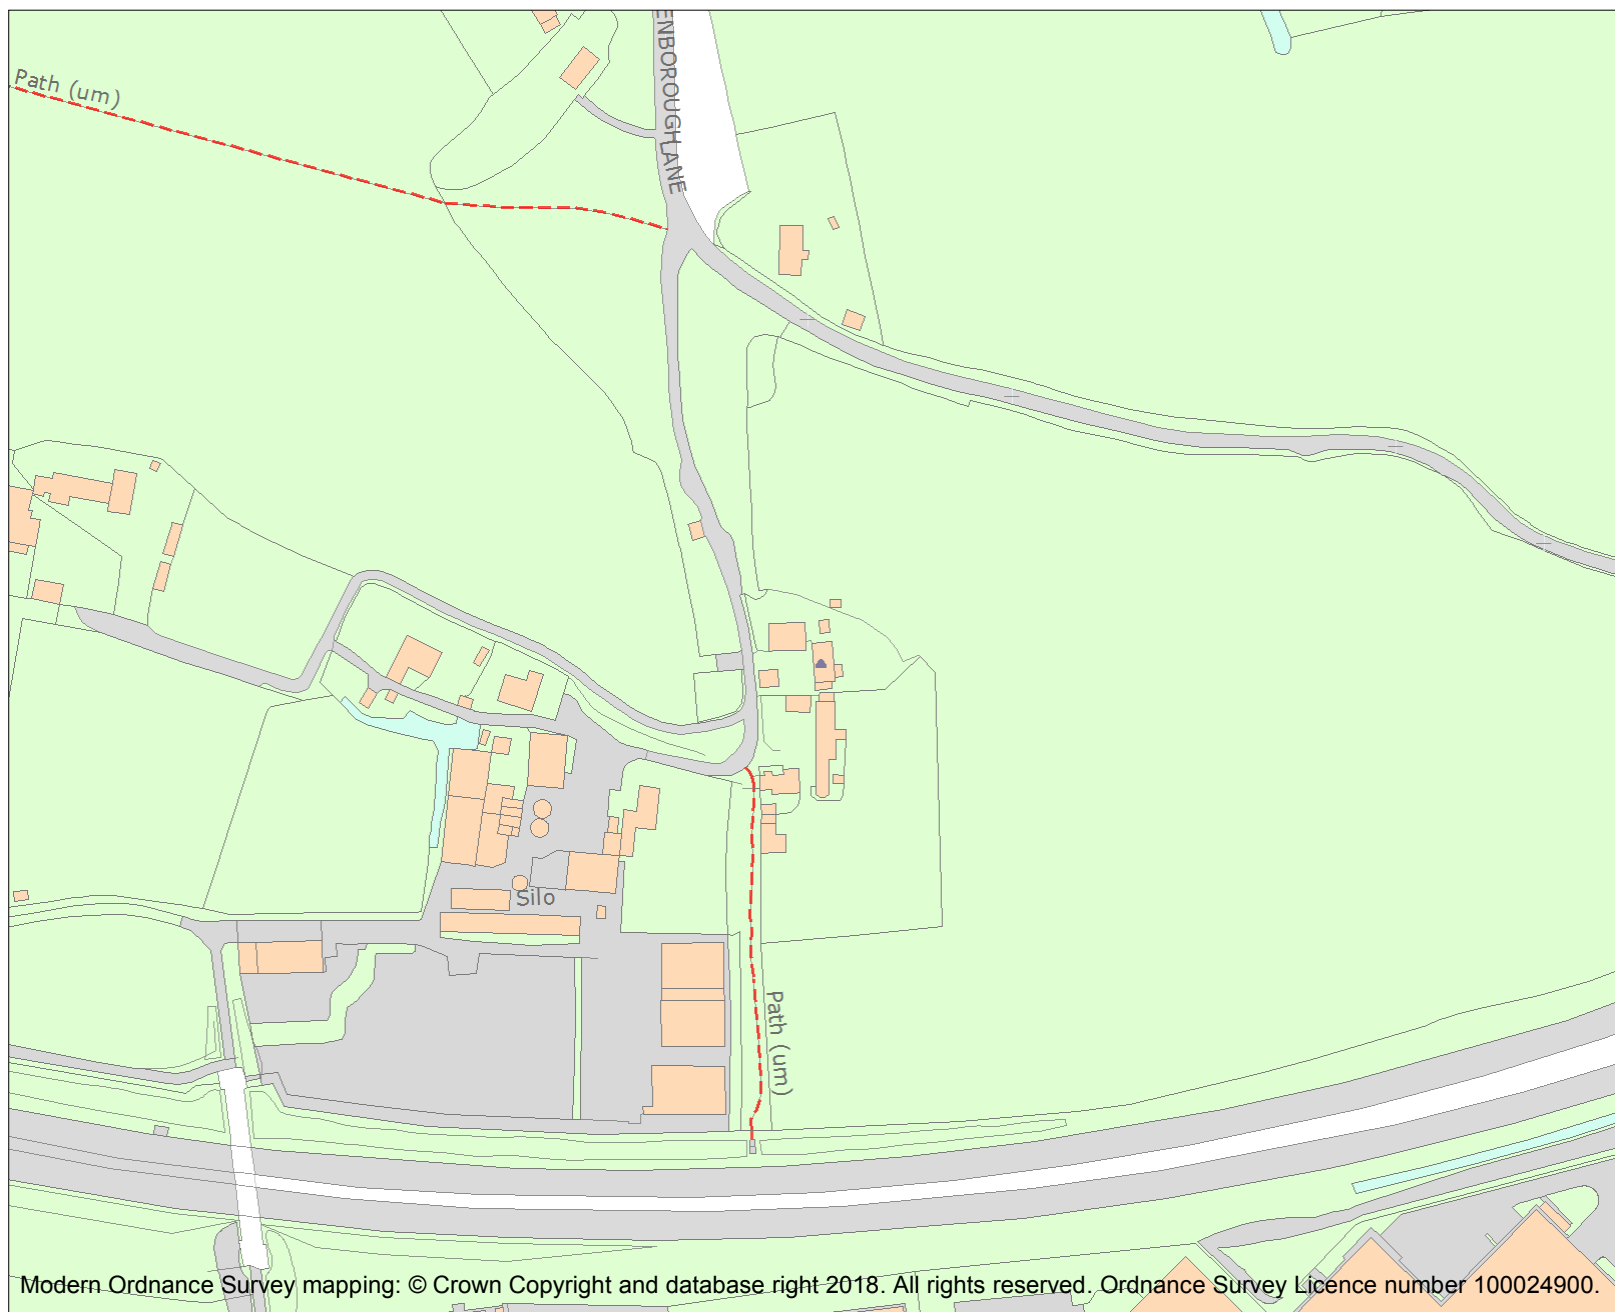 ENBOROUGH LANE
Path (um)
Silo
Path (um)
Modern Ordnance Survey mapping: © Crown Copyright and database right 2018. All rights reserved. Ordnance Survey Licence number 100024900.